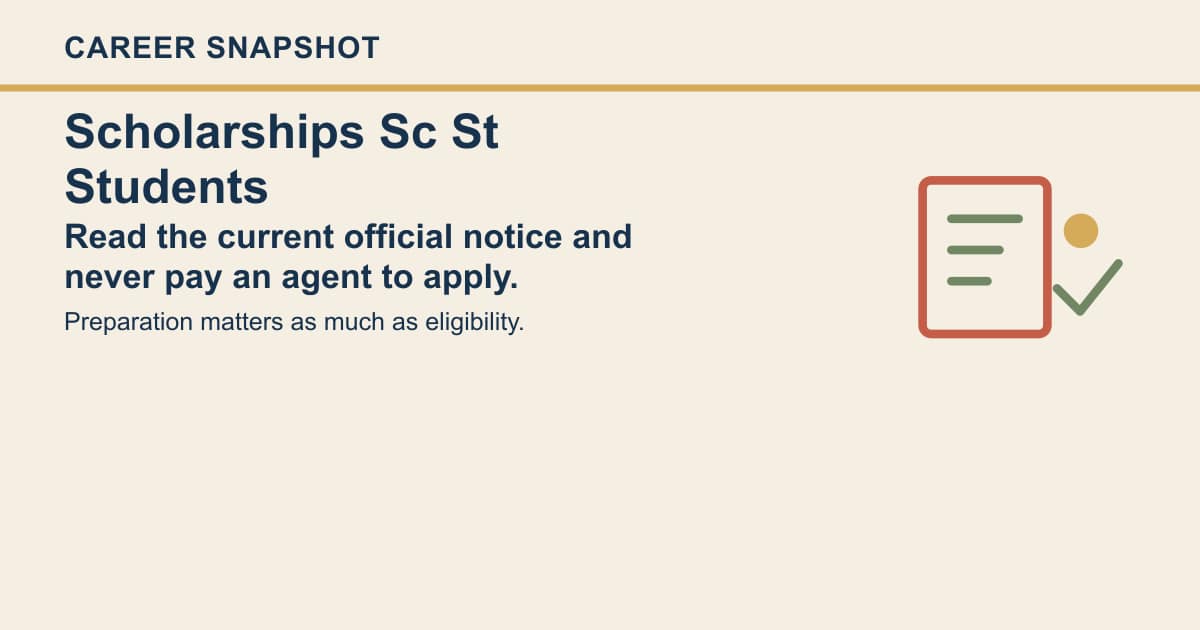 CAREER SNAPSHOT
Scholarships Sc St
Students
Read the current official notice and
never pay an agent to apply.
Preparation matters as much as eligibility.